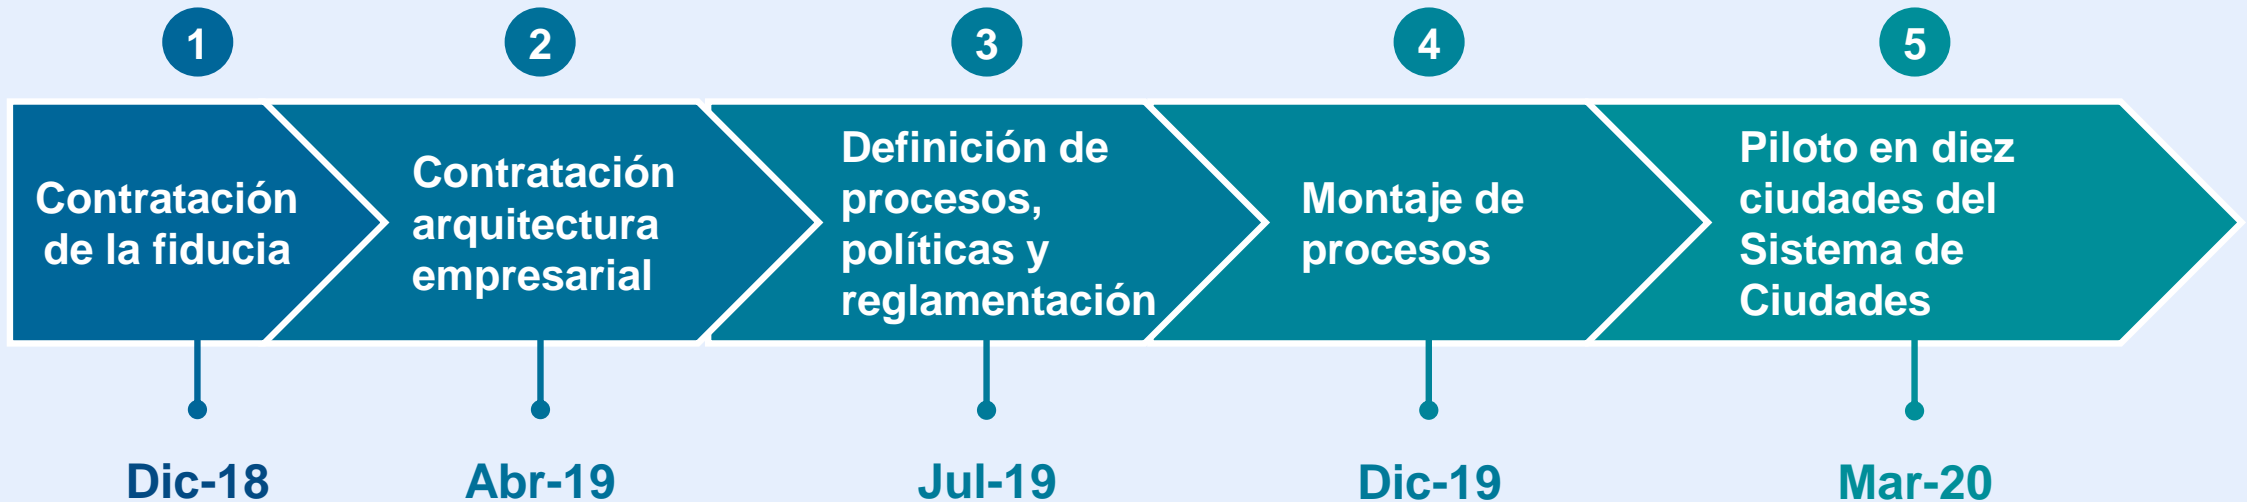 1
2
3
4
5
Contratación
de la fiducia
Contratación
arquitectura
empresarial
Definición de
procesos,
políticas y
reglamentación
Montaje de
procesos
Piloto en diez
ciudades del
Sistema de
Ciudades
Dic-18
Abr-19
Jul-19
Dic-19
Mar-20